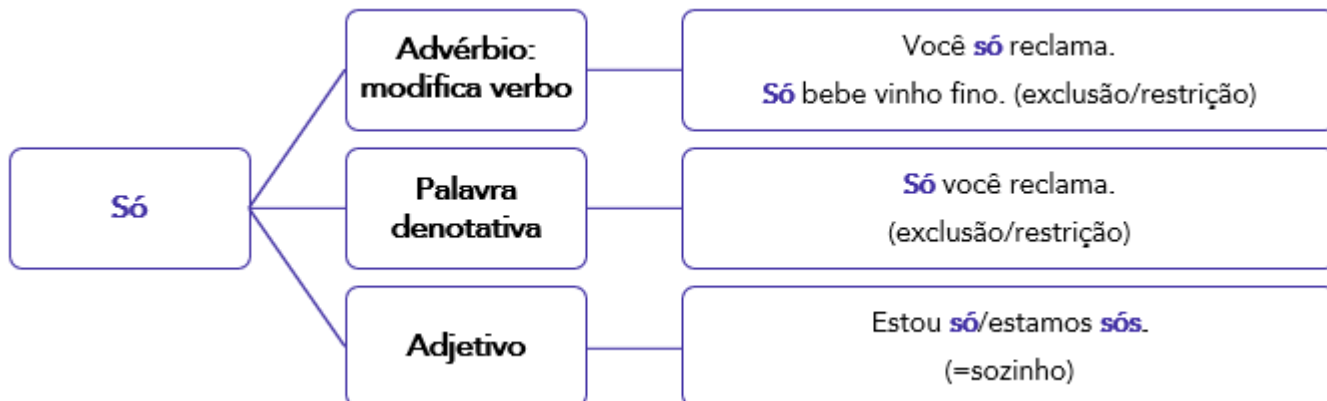 Só
Advérbio:
modifica verbo
Você só reclama.
Só bebe vinho fino. (exclusão/restrição)
Palavra
denotativa
Só você reclama.
(exclusão/restrição)
Adjetivo
Estou só/estamos sós.
(=sozinho)